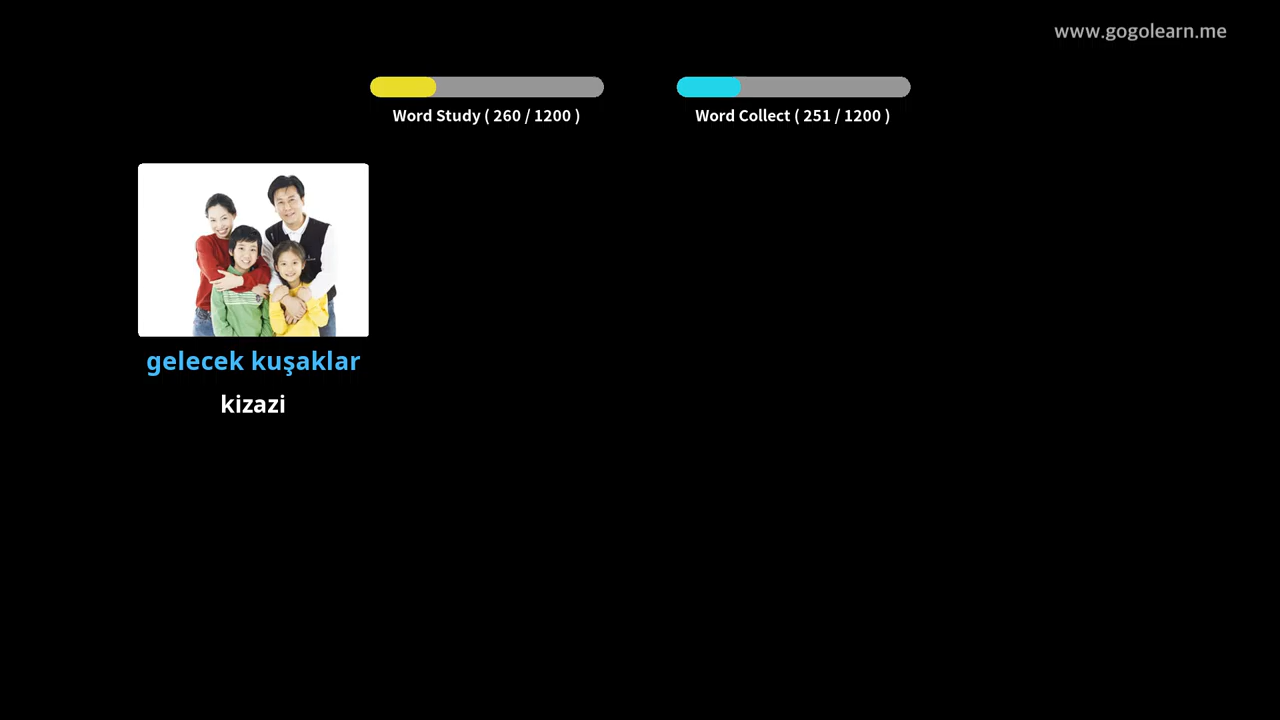 www.gogolearn.me
Word Study ( 260 / 1200 )
Word Collect ( 251 / 1200 )
gelecek kuşaklar
kizazi